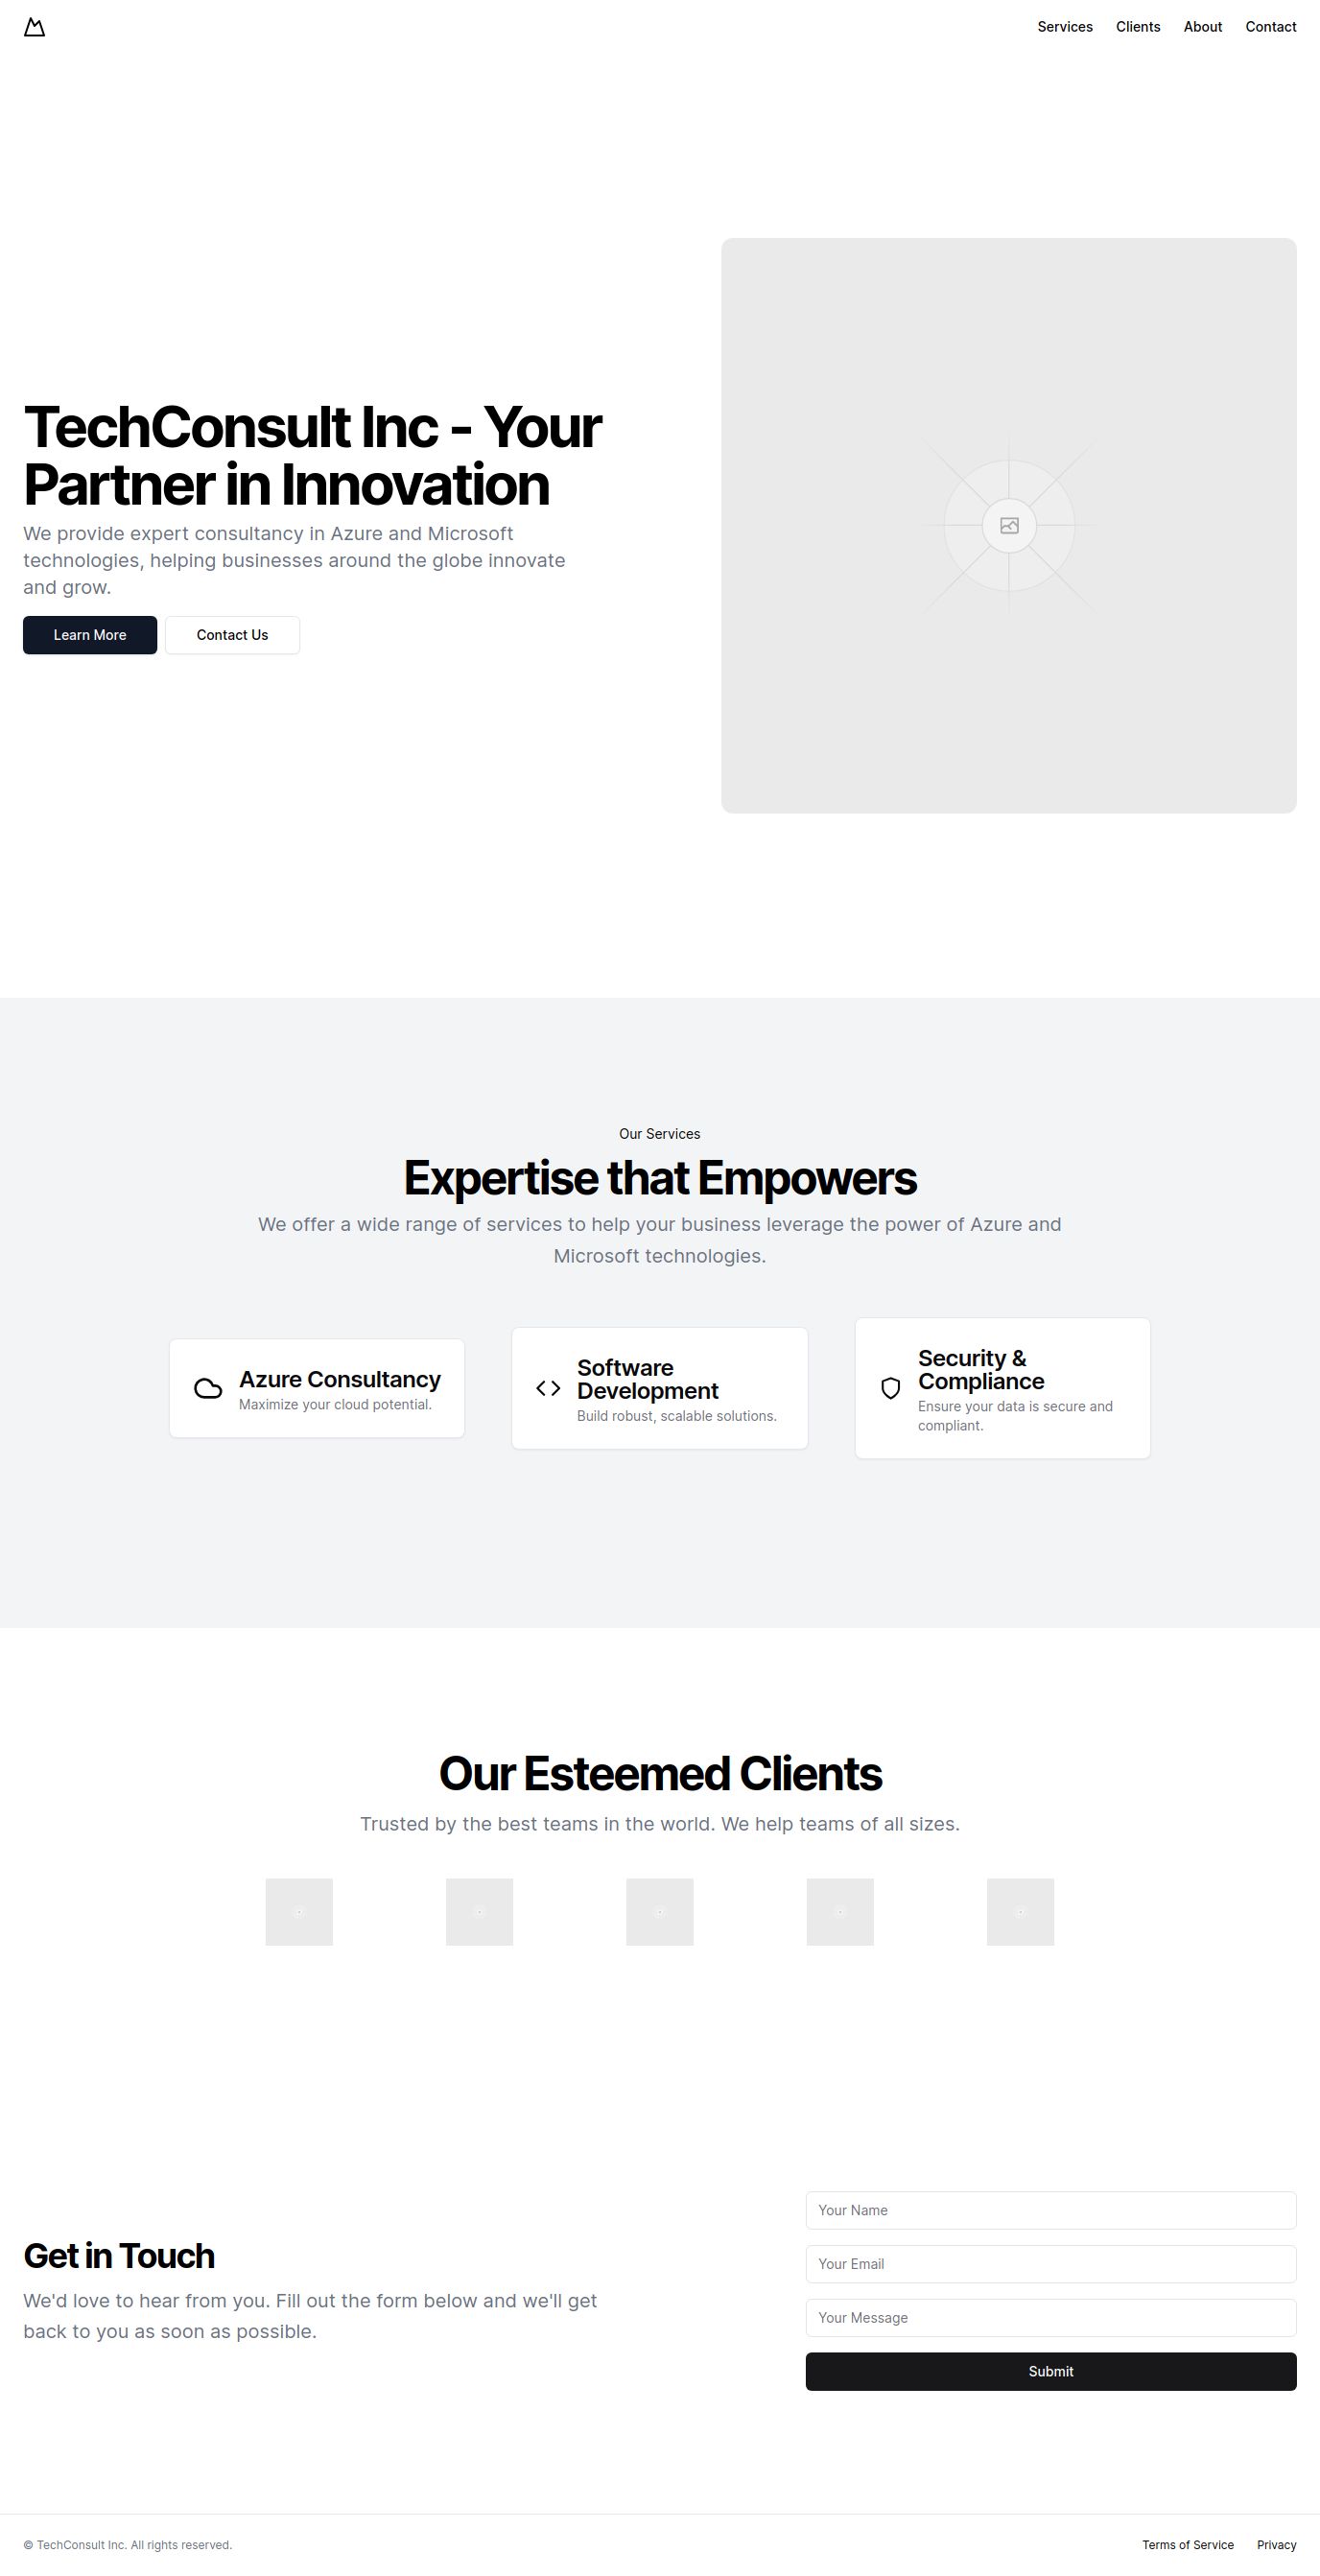 Services Clients About Contact
TechConsult Inc - Your
Partner in Innovation
We provide expert consultancy in Azure and Microsoft
technologies, helping businesses around the globe innovate
and grow.
Learn More Contact Us
Our Services
Expertise that Empowers
We offer a wide range of services to help your business leverage the power of Azure and
Microsoft technologies.
Azure Consultancy
Maximize your cloud potential.
Software
Development
Build robust, scalable solutions.
Security &
Compliance
Ensure your data is secure and
compliant.
Our Esteemed Clients
Trusted by the best teams in the world. We help teams of all sizes.
Get in Touch
We'd love to hear from you. Fill out the form below and we'll get
back to you as soon as possible.
Your Name
Your Email
Your Message
Submit
© TechConsult Inc. All rights reserved.
Terms of Service Privacy